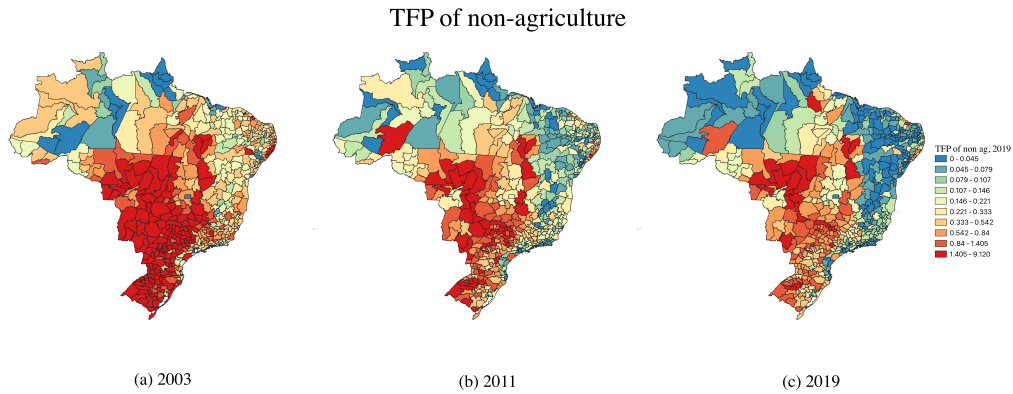 TFP of non-agriculture
TFP of non ag, 2019
0 - 0.045
0.045 - 0.079
0.079 - 0.107
0.107 - 0.146
0.146 - 0.221
0.221 - 0.333
0.333 - 0.542
0.542 - 0.84
0.84 - 1.405
1.405 - 9.120
(a) 2003
(b) 2011
(c) 2019